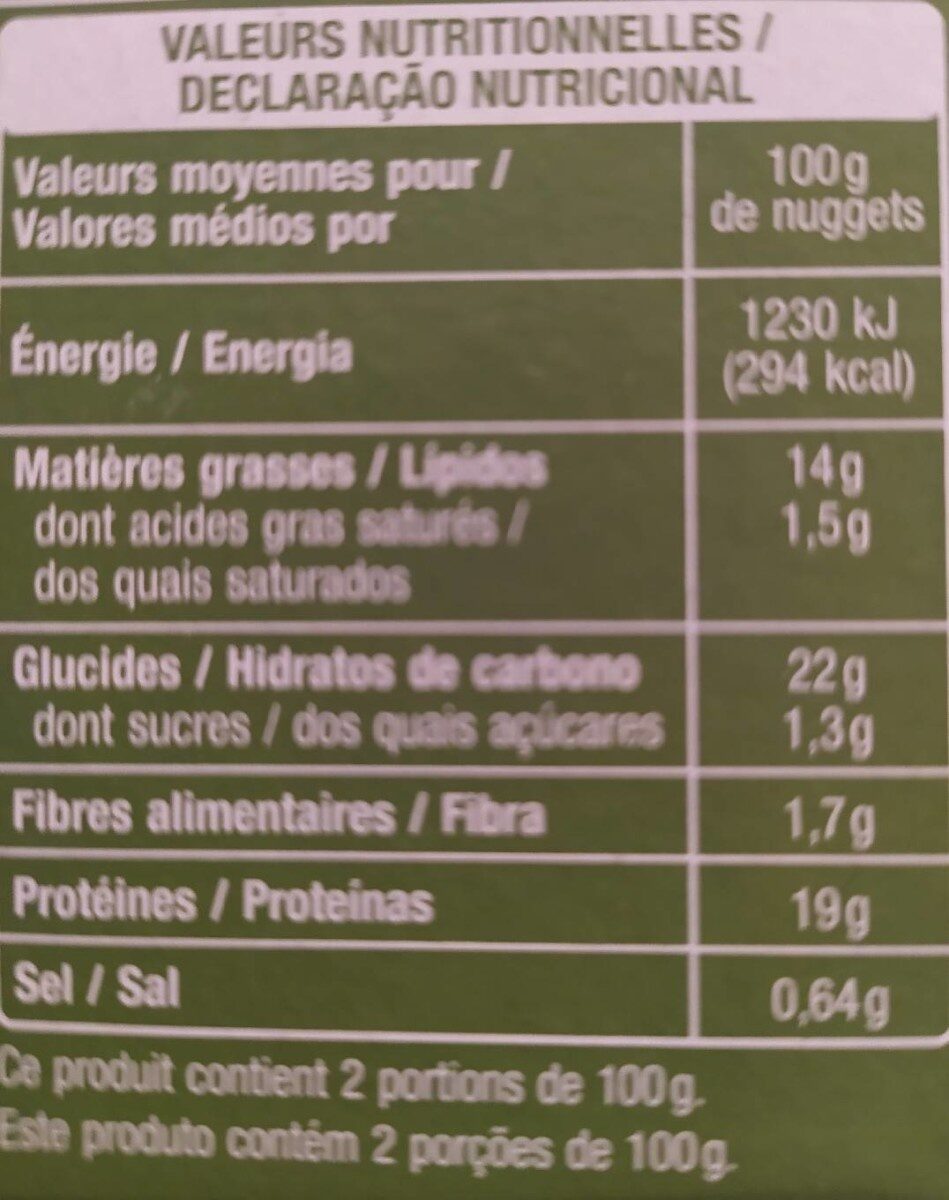 VALEURS NUTRITIONNELLES /
DECLARAÇÃO NUTRICIONAL
Valeurs moyennes pour /
Valores médios por
100g
de nuggets
Énergie / Energia
1230 kJ
(294 kcal)
Matières grasses / Lípidos
14g
dont acides gras saturés /
1,5g
dos quais saturados
Glucides / Hidratos de carbono
22g
dont sucres / dos quais açúcares
1,3g
Fibres alimentaires / Fibra
1,7g
Protéines / Proteínas
19g
Sel / Sal
0,64g
Ce produit contient 2 portions de 100g.
Este produto contém 2 porções de 100g.